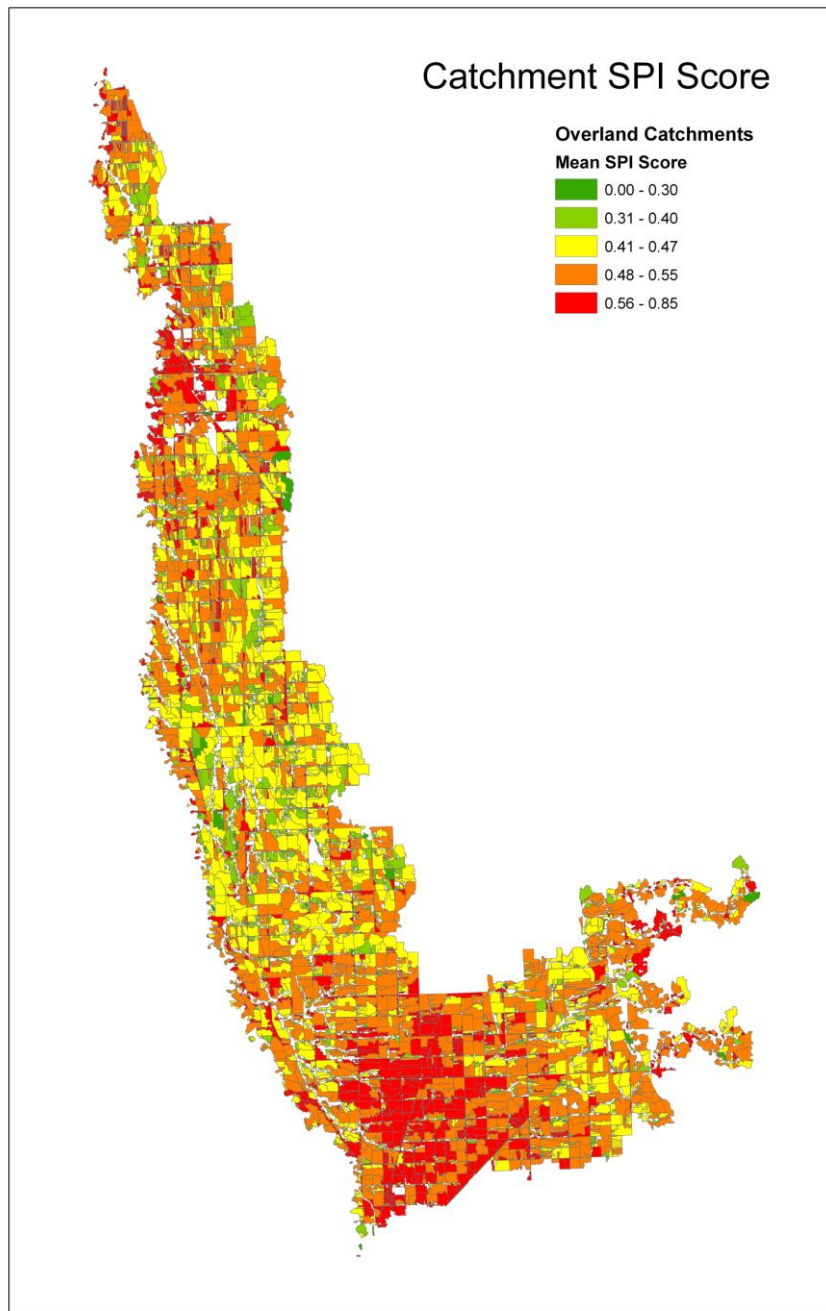 Catchment SPI Score
Overland Catchments
Mean SPI Score
0.00 - 0.30
0.31 - 0.40
0.41 - 0.47
0.48 - 0.55
0.56 - 0.85